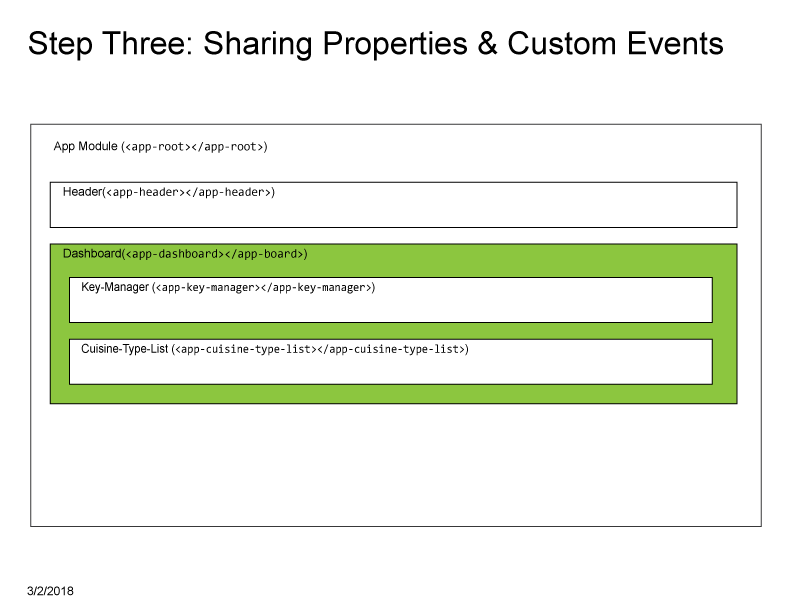 Step Three: Sharing Properties & Custom Events
App Module (<app-root></app-root>)
Header(<app-header></app-header>)
Dashboard(<app-dashboard></app-board>)
Key-Manager (<app-key-manager></app-key-manager>)
Cuisine-Type-List (<app-cuisine-type-list></app-cuisine-type-list>)
3/2/2018